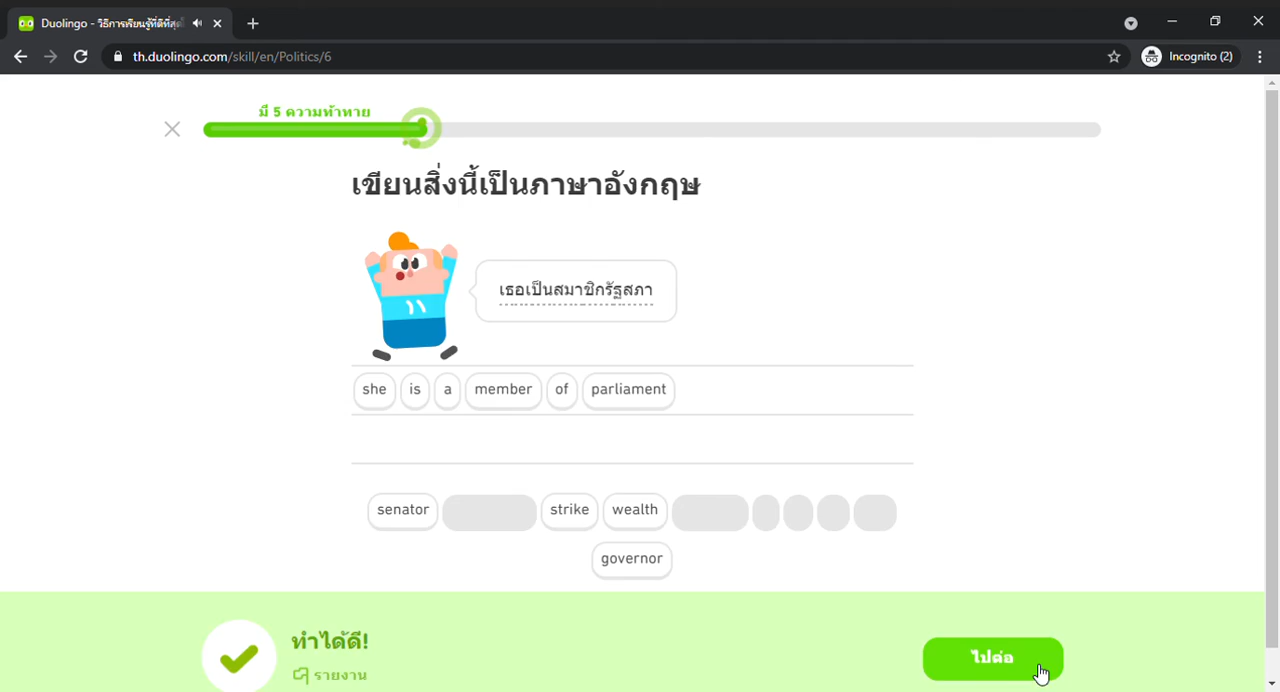 Duolingo - วิธีการเรียนรู้ที่ดีที่สุด
th.duolingo.com/skill/en/Politics/6
Incognito (2)
มี 5 ความท้าทาย
เขียนสิ่งนี้เป็นภาษาอังกฤษ
เธอเป็นสมาชิกรัฐสภา
she is a member of parliament
senator strike wealth
governor
ทำได้ดี!
รายงาน
ไปต่อ